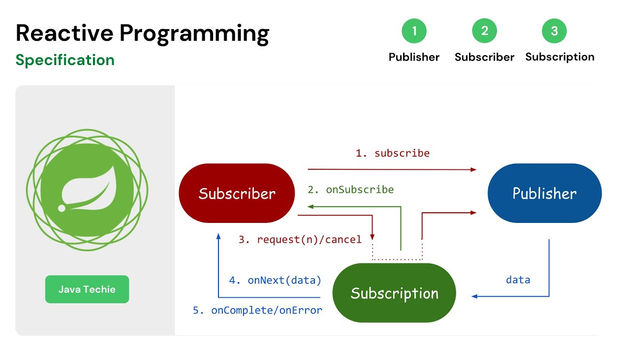 Reactive Programming
Specification
1
2
3
Publisher
Subscriber
Subscription
Java Techie
1. subscribe
Subscriber
2. onSubscribe
Publisher
3. request(n)/cancel
4. onNext(data)
Subscription
data
5. onComplete/onError